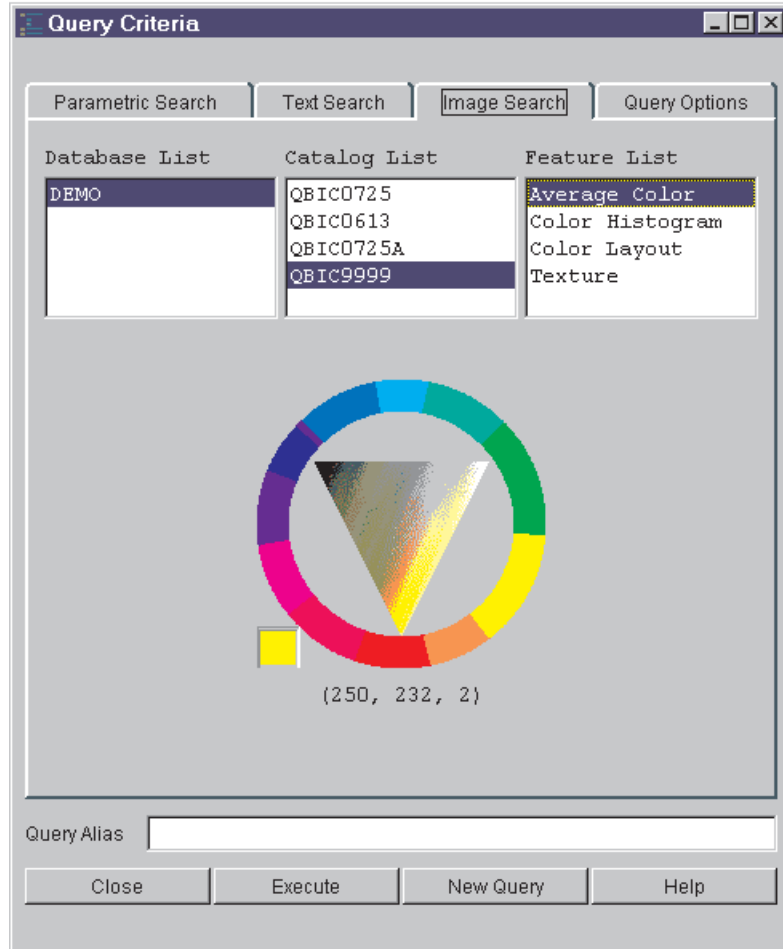 Query Criteria
Parametric Search Text Search Image Search Query Options
Database List Catalog List Feature List
DEMO QBIC0725 Average Color
QBIC0613 Color Histogram
QBIC0725A Color Layout
QBIC9999 Texture
(250, 232, 2)
Query Alias
Close Execute New Query Help